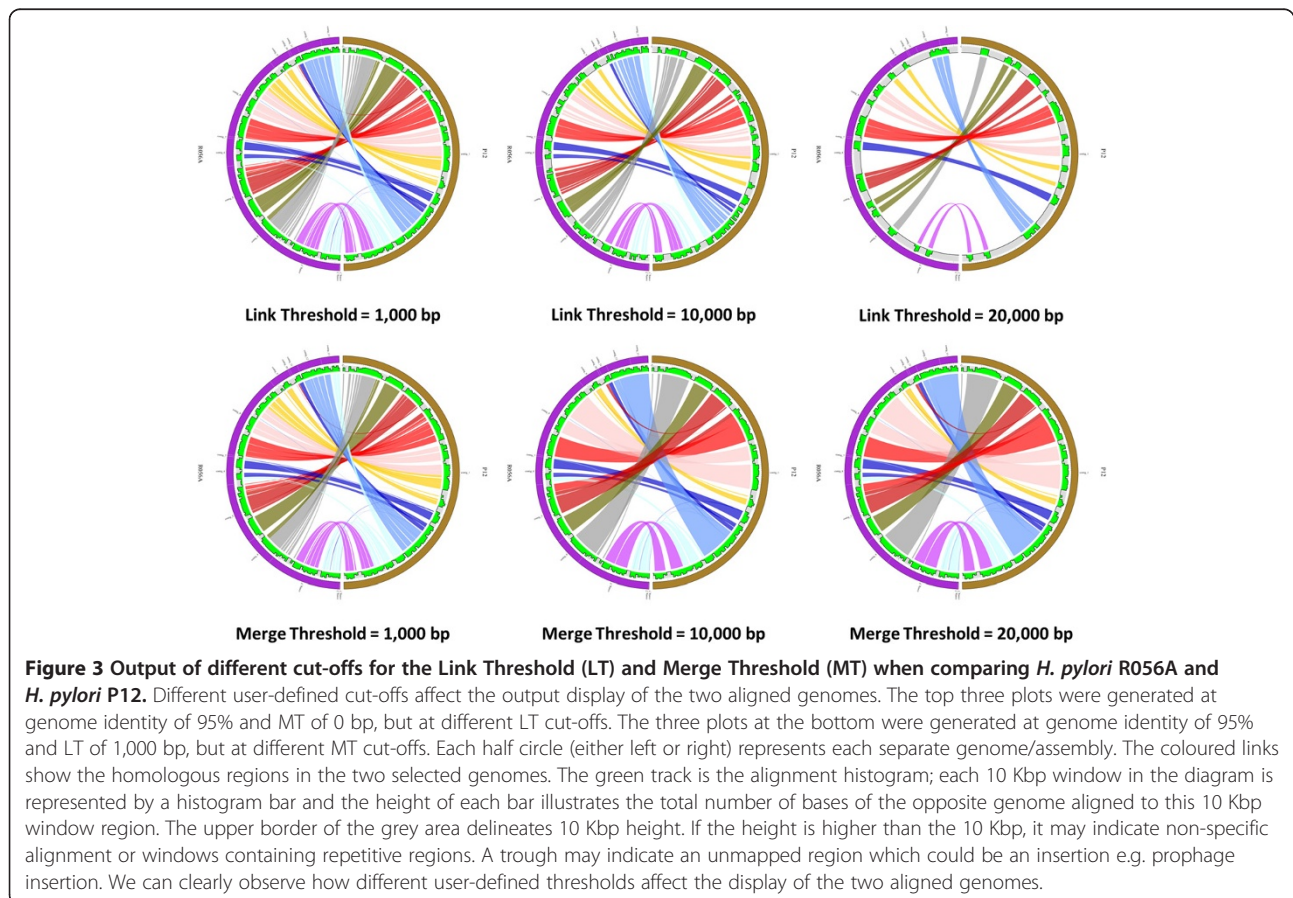 R056A
P12
R056A
P12
R056A
P12
Link Threshold = 1,000 bp
Link Threshold = 10,000 bp
Link Threshold = 20,000 bp
R056A
P12
R056A
P12
R056A
P12
Merge Threshold = 1,000 bp
Merge Threshold = 10,000 bp
Merge Threshold = 20,000 bp
Figure 3 Output of different cut-offs for the Link Threshold (LT) and Merge Threshold (MT) when comparing H. pylori R056A and
H. pylori P12. Different user-defined cut-offs affect the output display of the two aligned genomes. The top three plots were generated at
genome identity of 95% and MT of 0 bp, but at different LT cut-offs. The three plots at the bottom were generated at genome identity of 95%
and LT of 1,000 bp, but at different MT cut-offs. Each half circle (either left or right) represents each separate genome/assembly. The coloured links
show the homologous regions in the two selected genomes. The green track is the alignment histogram; each 10 Kbp window in the diagram is
represented by a histogram bar and the height of each bar illustrates the total number of bases of the opposite genome aligned to this 10 Kbp
window region. The upper border of the grey area delineates 10 Kbp height. If the height is higher than the 10 Kbp, it may indicate non-specific
alignment or windows containing repetitive regions. A trough may indicate an unmapped region which could be an insertion e.g. prophage
insertion. We can clearly observe how different user-defined thresholds affect the display of the two aligned genomes.